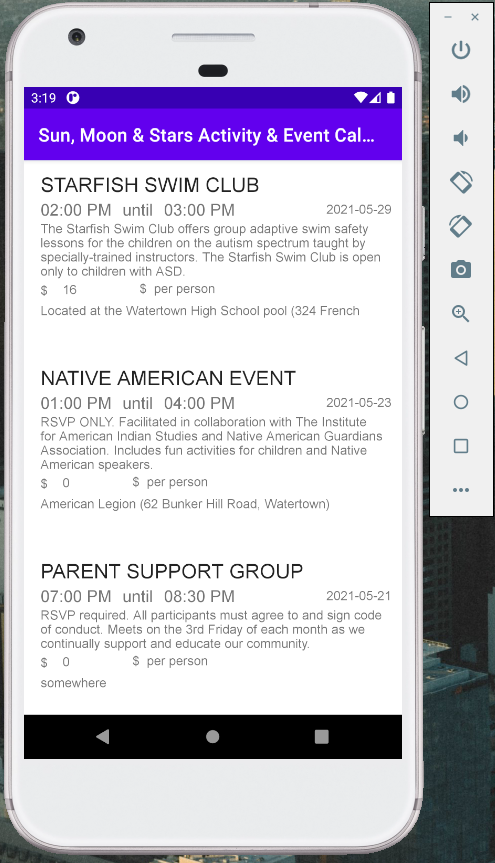 3:19
Sun, Moon & Stars Activity & Event Cal...
STARFISH SWIM CLUB
02:00 PM until 03:00 PM 2021-05-29
The Starfish Swim Club offers group adaptive swim safety
lessons for the children on the autism spectrum taught by
specially-trained instructors. The Starfish Swim Club is open
only to children with ASD.
$ 16 $ per person
Located at the Watertown High School pool (324 French
NATIVE AMERICAN EVENT
01:00 PM until 04:00 PM 2021-05-23
RSVP ONLY. Facilitated in collaboration with The Institute
for American Indian Studies and Native American Guardians
Association. Includes fun activities for children and Native
American speakers.
$ 0 $ per person
American Legion (62 Bunker Hill Road, Watertown)
PARENT SUPPORT GROUP
07:00 PM until 08:30 PM 2021-05-21
RSVP required. All participants must agree to and sign code
of conduct. Meets on the 3rd Friday of each month as we
continually support and educate our community.
$ 0 $ per person
somewhere